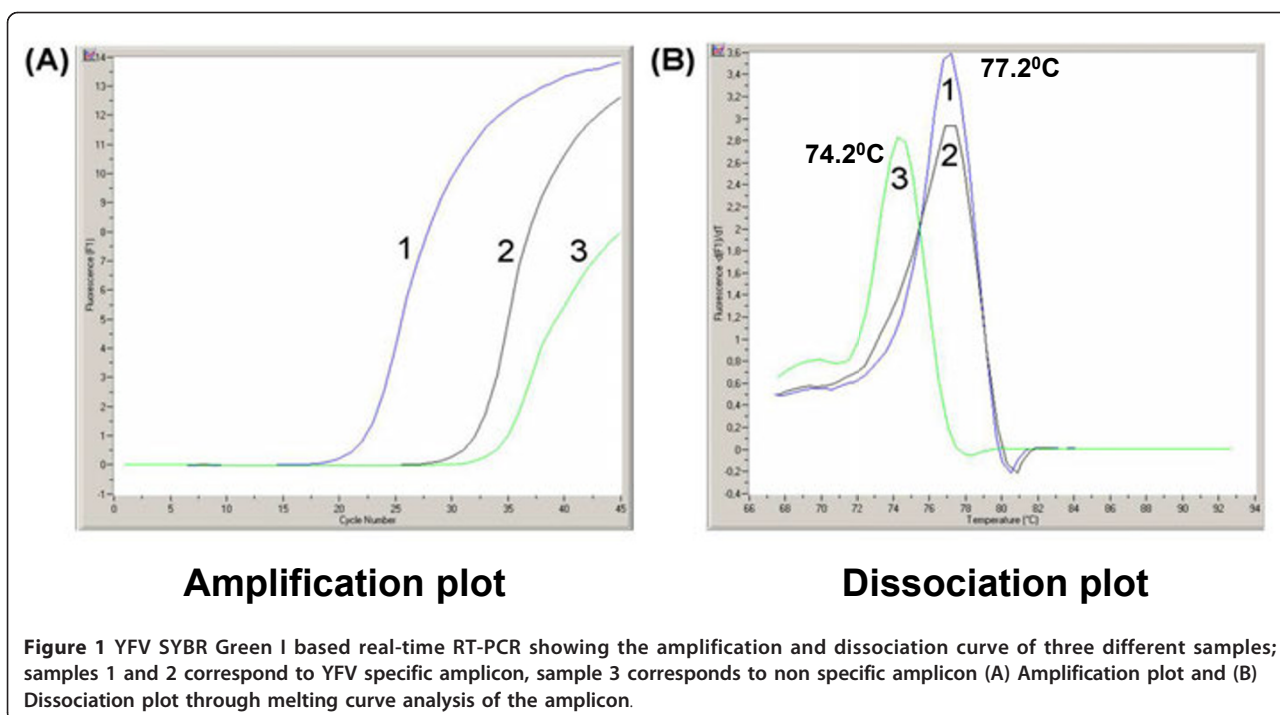 (A)
14
13
12
11
10
9
8
7
6
5
4
3
2
1
0
-1
Fluorescence (F1)
1
2
3
0 5 10 15 20 25 30 35 40 45
Cycle Number
Amplification plot
(B)
3,6
3,4
3,2
3
2,8
2,6
2,4
2,2
2
1,8
1,6
1,4
1,2
1
0,8
0,6
0,4
0,2
0
-0,2
-0,4
Fluorescence -d(F1)/dT
77.2⁰C
74.2⁰C
1
2
3
66 68 70 72 74 76 78 80 82 84 86 88 90 92 94
Temperature (°C)
Dissociation plot
Figure 1 YFV SYBR Green I based real-time RT-PCR showing the amplification and dissociation curve of three different samples;
samples 1 and 2 correspond to YFV specific amplicon, sample 3 corresponds to non specific amplicon (A) Amplification plot and (B)
Dissociation plot through melting curve analysis of the amplicon.